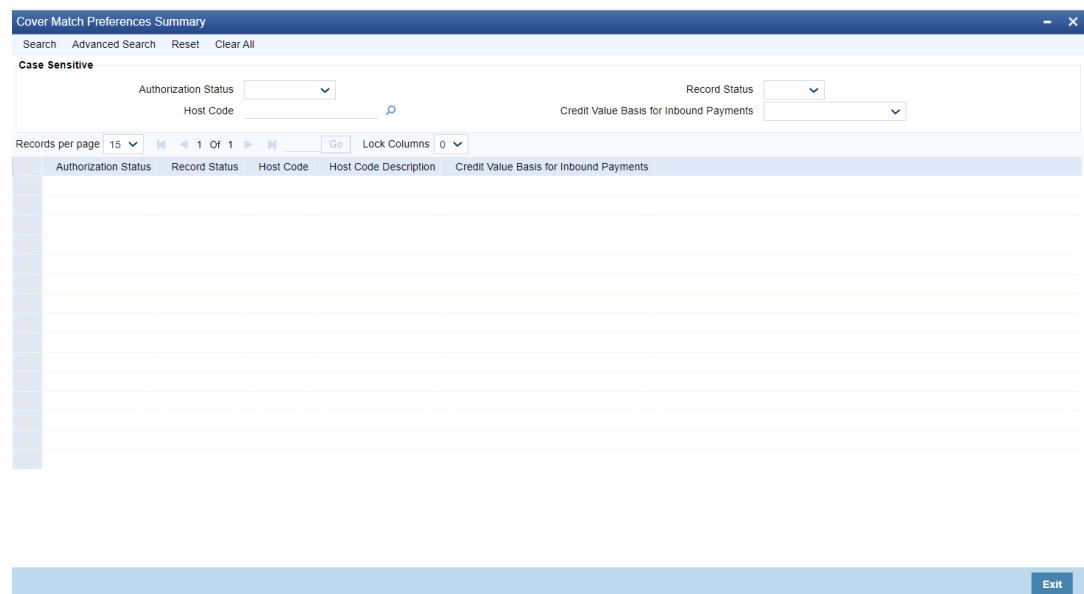 Cover Match Preferences Summary
Search Advanced Search Reset Clear All
Case Sensitive
Authorization Status Record Status
Host Code Credit Value Basis for Inbound Payments
Records per page 15 1 Of 1 Go Lock Columns 0
Authorization Status Record Status Host Code Host Code Description Credit Value Basis for Inbound Payments
Exit